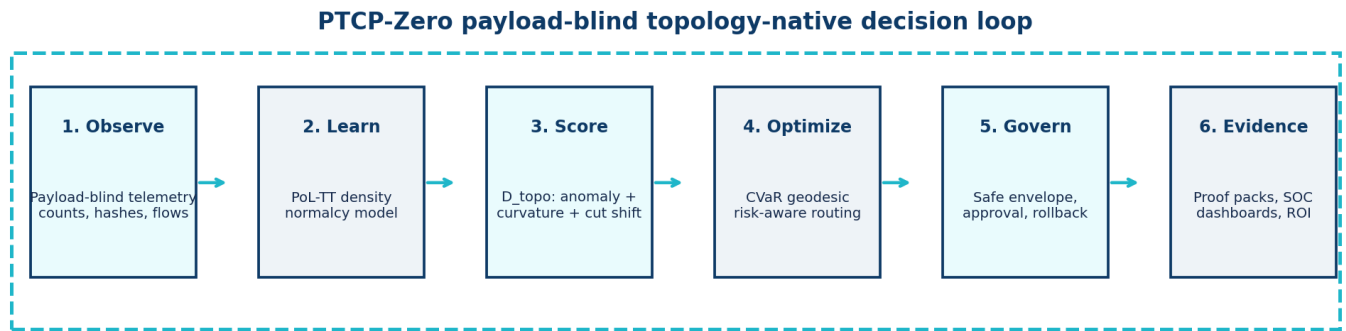 PTCP-Zero payload-blind topology-native decision loop
1. Observe
Payload-blind telemetry
counts, hashes, flows
2. Learn
PoL-TT density
normalcy model
3. Score
D_topo: anomaly +
curvature + cut shift
4. Optimize
CVaR geodesic
risk-aware routing
5. Govern
Safe envelope,
approval, rollback
6. Evidence
Proof packs, SOC
dashboards, ROI